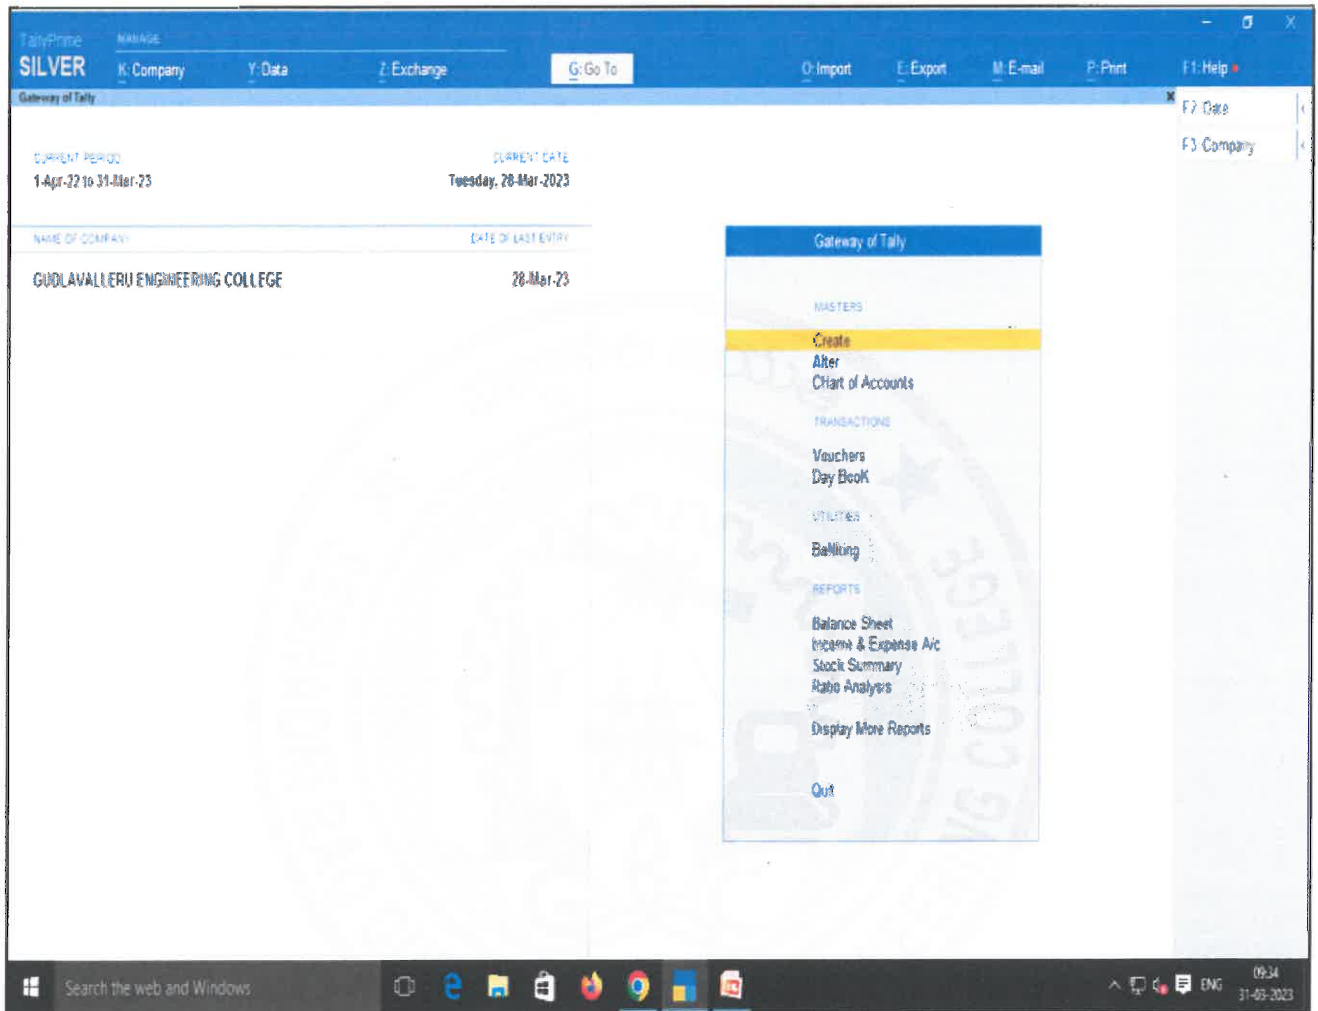 TallyPrime
MANAGE
SILVER
K: Company
Y: Data
Z: Exchange
G: Go To
O: Import
E: Export
M: E-mail
P: Print
F1: Help
Gateway of Tally
F2: Date
F3: Company
CURRENT PERIOD
CURRENT DATE
1-Apr-22 to 31-Mar-23
Tuesday, 28-Mar-2023
NAME OF COMPANY
DATE OF LAST ENTRY
GUDLAVALLERU ENGINEERING COLLEGE
28-Mar-23
Gateway of Tally
MASTERS
Create
Alter
CHart of Accounts
TRANSACTIONS
Vouchers
Day BooK
UTILITIES
BaNking
REPORTS
Balance Sheet
Income & Expense A/c
Stock Summary
Ratio Analysis
Display More Reports
Quit
COLLEGE
Search the web and Windows
ENG
09:34
31-03-2023